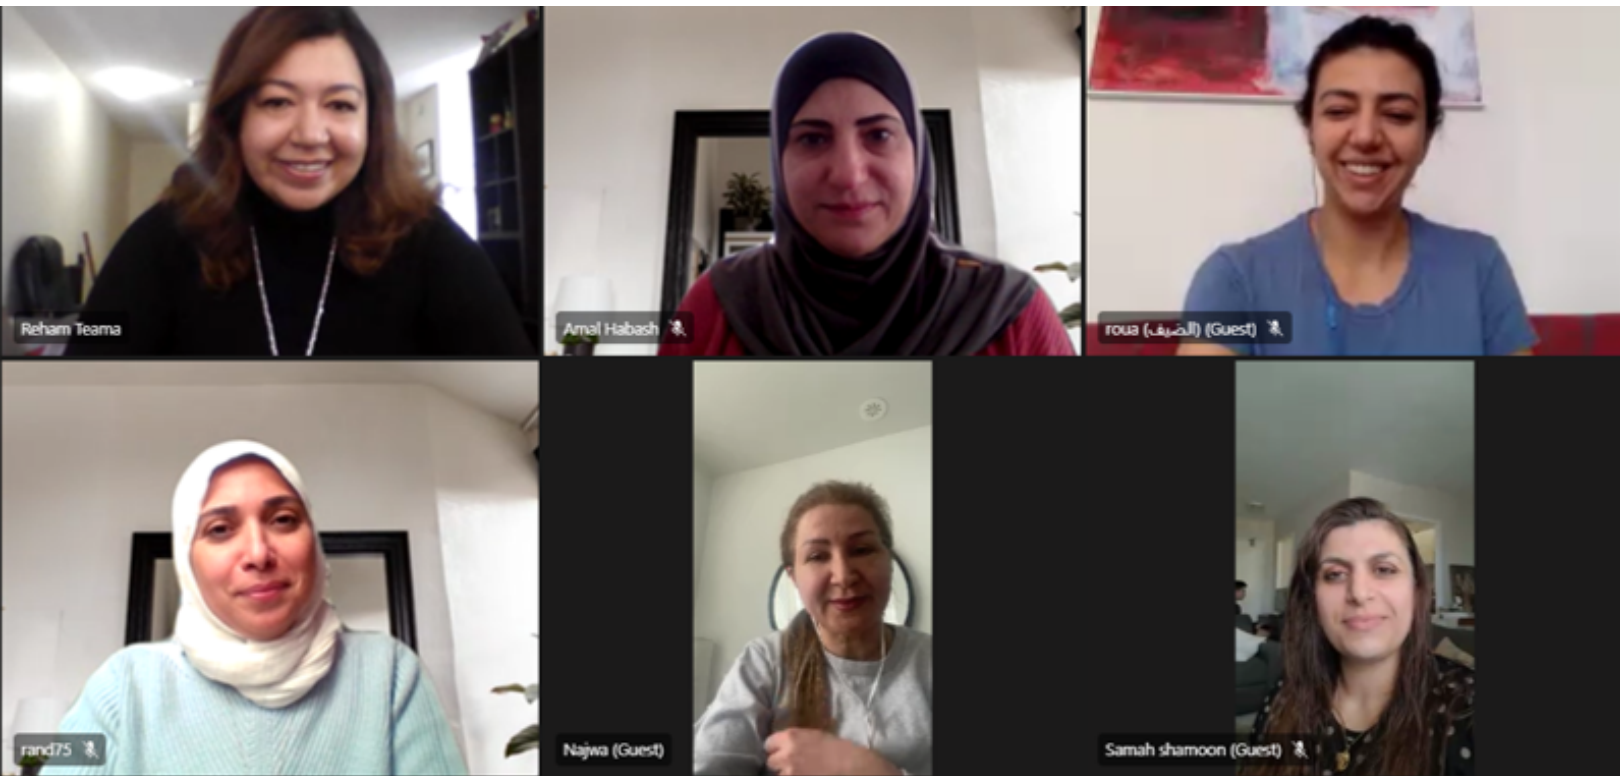 Reham Teama
Amal Habash
roua (الضيف) (Guest)
rand75
Najwa (Guest)
Samah shamoon (Guest)